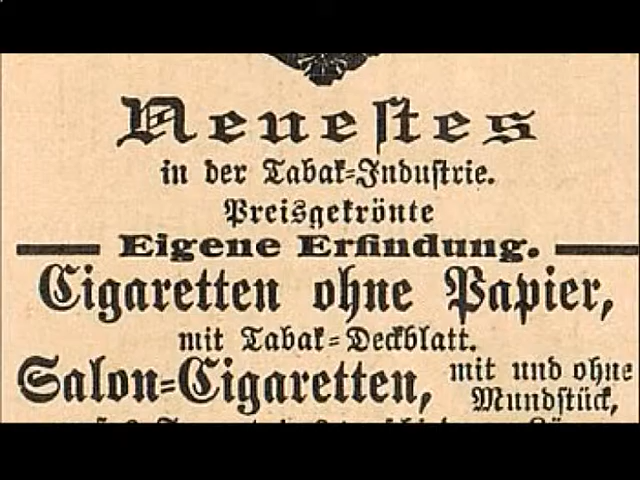 Neuestes
in der Tabak=Industrie.
Preisgekrönte
Eigene Erfindung.
Cigaretten ohne Papier,
mit Tabak=Deckblatt.
Salon=Cigaretten, mit und ohne
Mundstück,